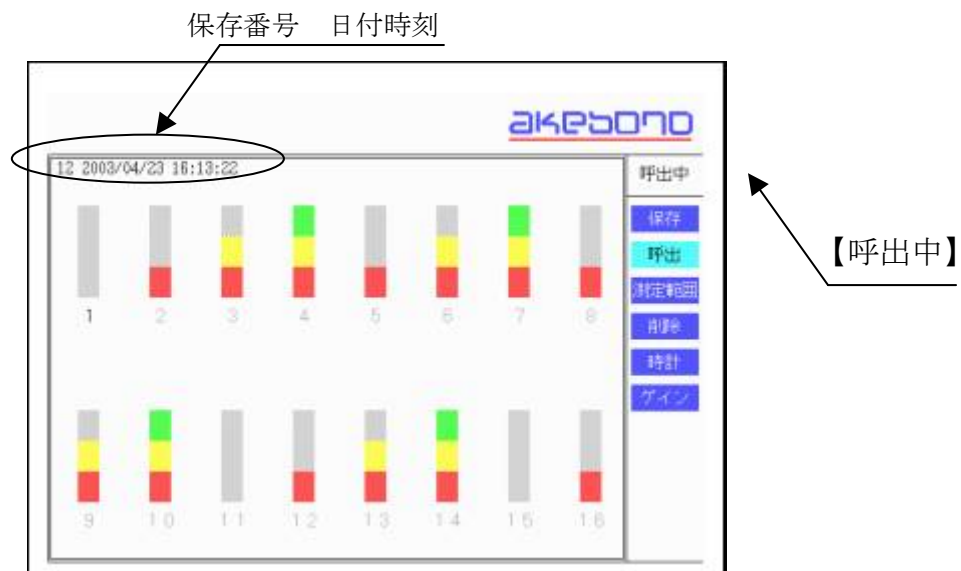 保存番号　日付時刻
akebono
12 2003/04/23 16:13:22
呼出中
保存
呼出
測定範囲
削除
時計
ゲイン
【呼出中】
1 2 3 4 5 6 7 8
9 10 11 12 13 14 15 16